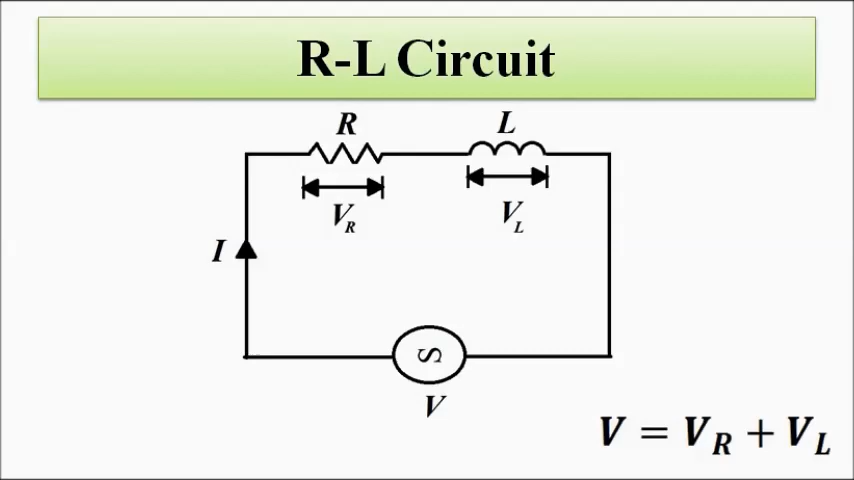 R-L Circuit
R
L
V_R
V_L
I
S
V
V = V_R + V_L